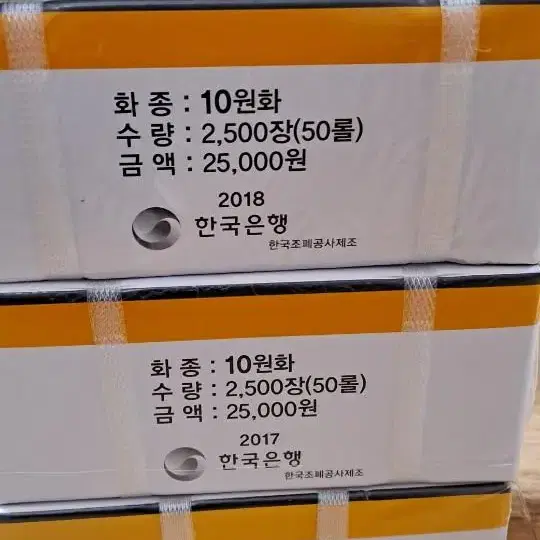 화 종 : 10원화
수 량 : 2,500장(50롤)
금 액 : 25,000원
2018
한국은행
한국조폐공사제조
화 종 : 10원화
수 량 : 2,500장(50롤)
금 액 : 25,000원
2017
한국은행
한국조폐공사제조